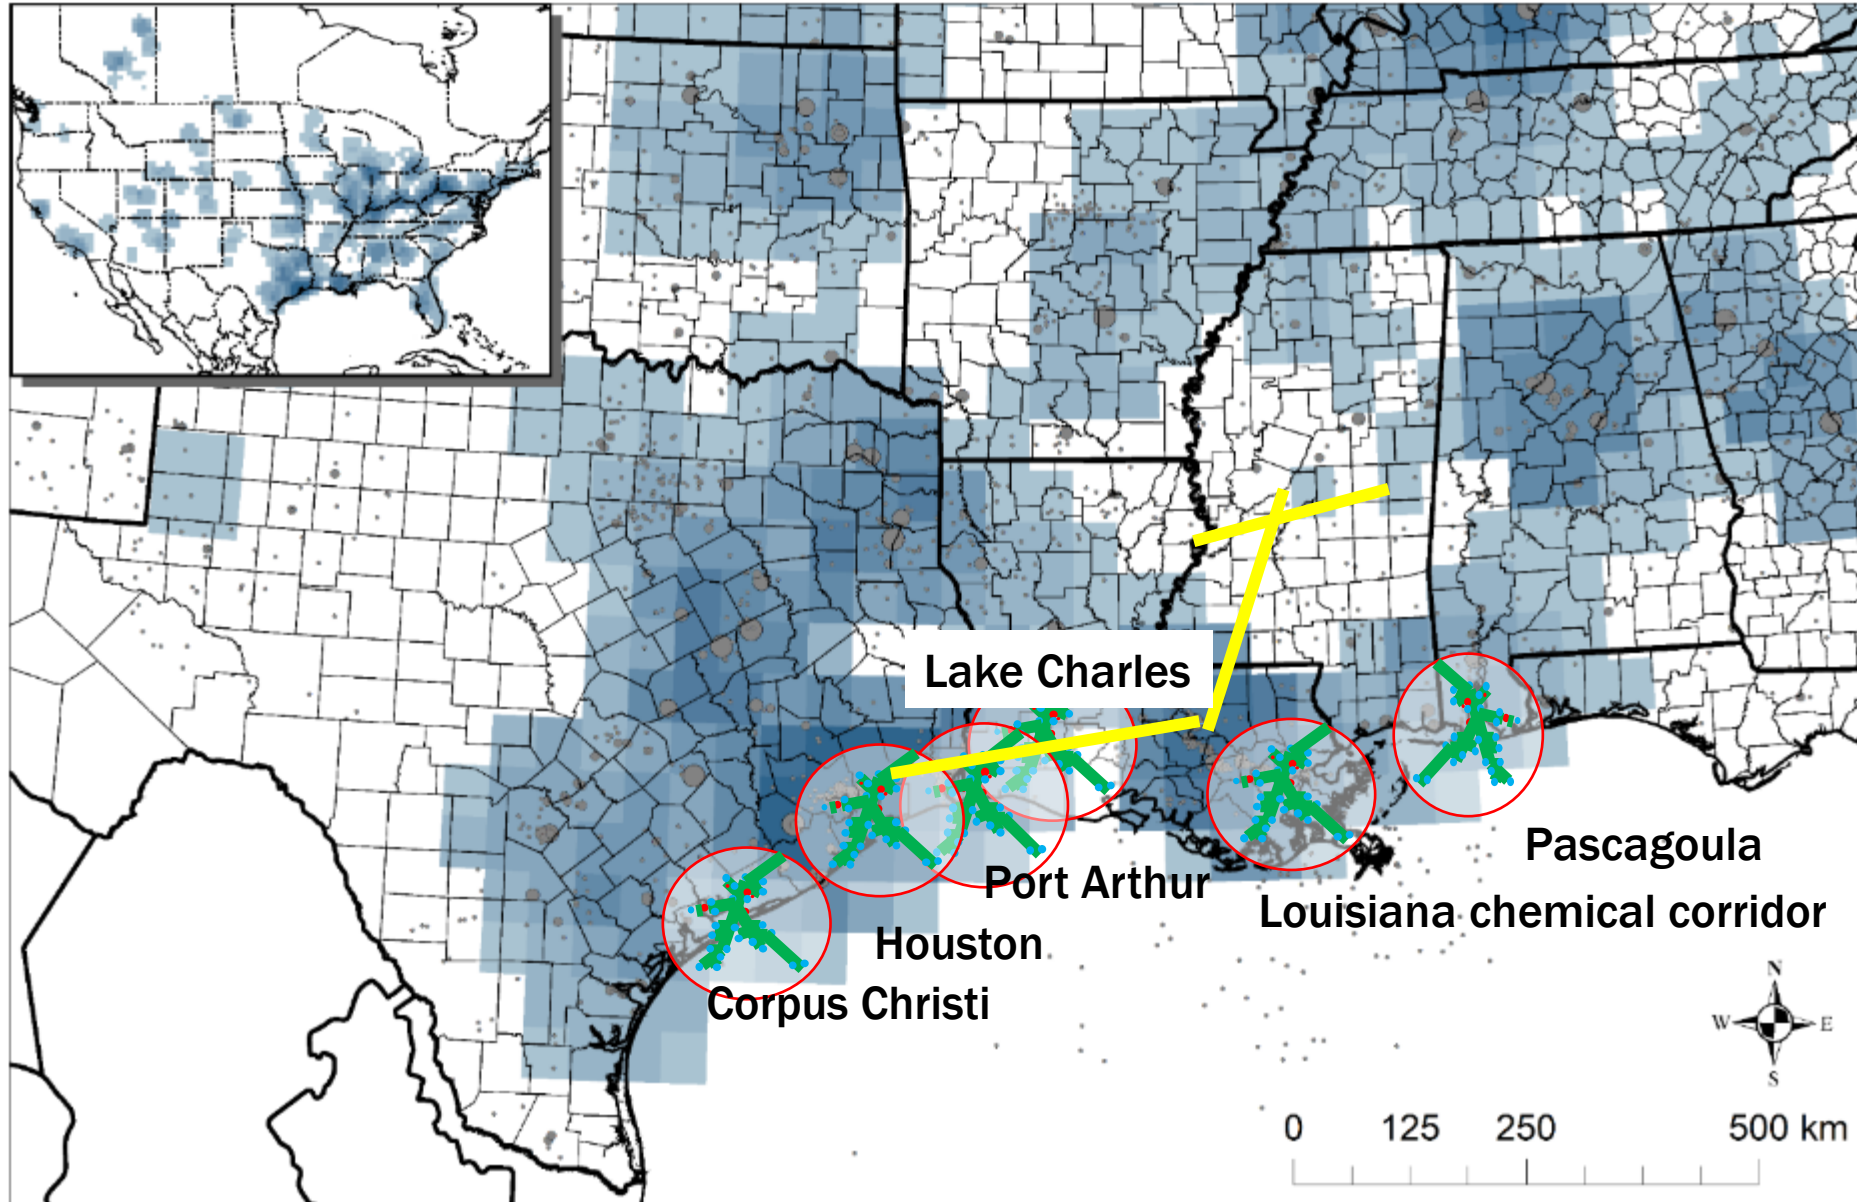 Lake Charles
Port Arthur
Pascagoula
Louisiana chemical corridor
Houston
Corpus Christi
N
W
E
S
0 125 250 500 km